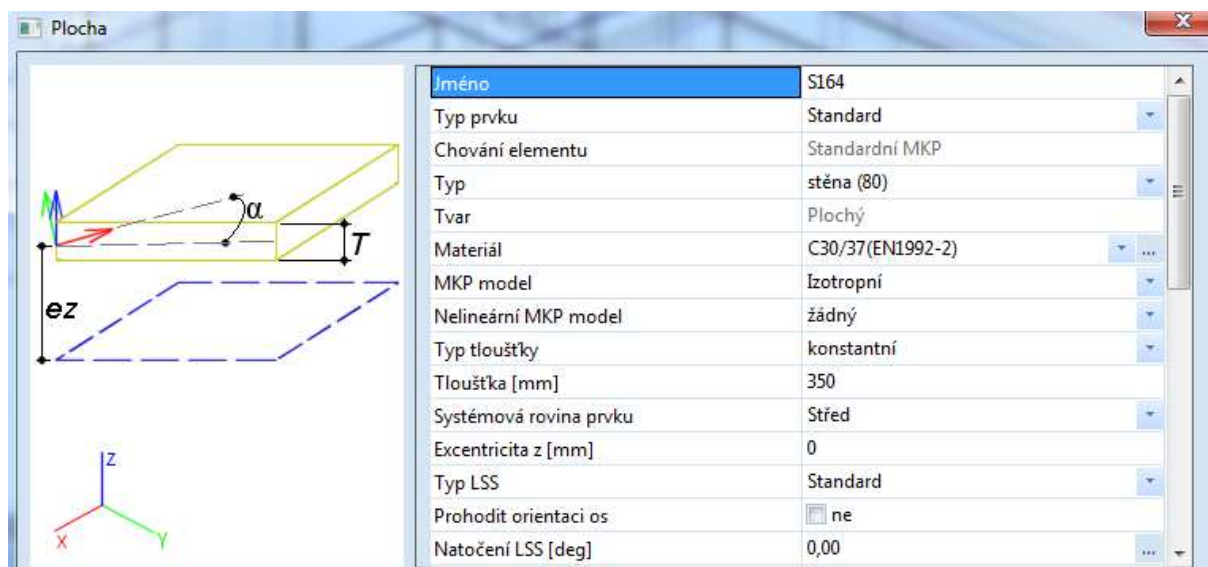 Plocha
α
T
ez
Z
X Y
Jméno S164
Typ prvku Standard
Chování elementu Standardní MKP
Typ stěna (80)
Tvar Plochý
Materiál C30/37(EN1992-2) ...
MKP model Izotropní
Nelineární MKP model žádný
Typ tloušťky konstantní
Tloušťka [mm] 350
Systémová rovina prvku Střed
Excentricita z [mm] 0
Typ LSS Standard
Prohodit orientaci os ne
Natočení LSS [deg] 0,00 ...